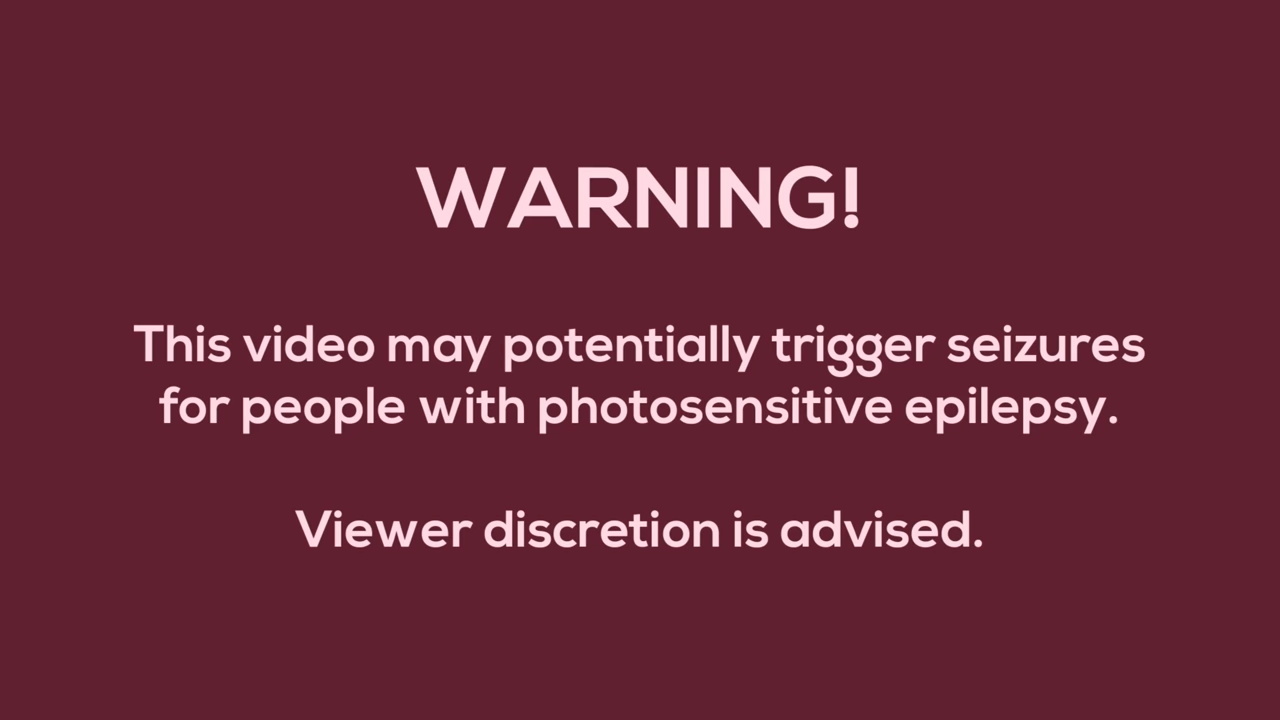 WARNING!
This video may potentially trigger seizures
for people with photosensitive epilepsy.
Viewer discretion is advised.